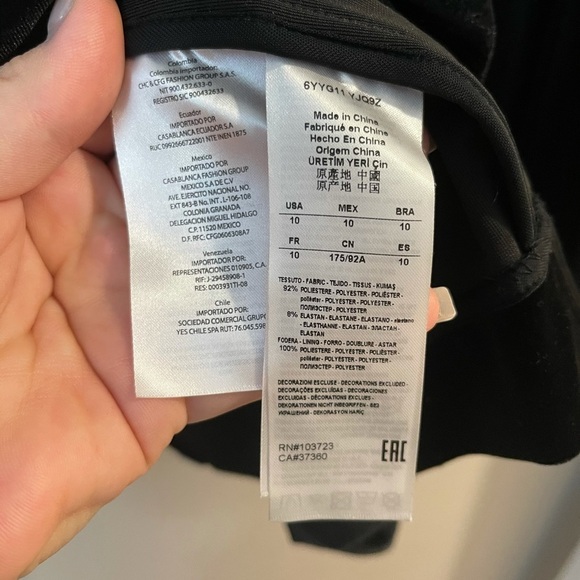 Colombia
Colombia Importador:
CHC &CFG FASHION GROUP S.A.S.
NIT 900.432.633-0
REGISTRO SIC 900432633
Ecuador
IMPORTADO POR
CASABLANCA ECUADOR S.A
RUC 0992666722001 NTE INEN 1875
Mexico
IMPORTADO POR
CASABLANCA FASHION GROUP
MEXICO S.A DE C.V
AVE.EJERCITO NACIONAL NO.
EXT 843-B No. INT .L-106-108
COLONIA GRANADA
DELEGACION MIGUEL HIDALGO
C.P. 11520 MEXICO
D.F. RFC: CFG0606308A7
Venezuela
IMPORTADOR POR:
REPRESENTACIONES 010905, C.A.
RIF: J-29458908-1
RES: 0003931TI-08
Chile
IMPORTADOR POR:
SOCIEDAD COMERCIAL GRUPO
YES CHILE SPA RUT: 76.045.598
6YYG11 YJQ9Z
Made in China
Fabriqué en Chine
Hecho En China
Origem China
ÜRETİM YERİ Çin
原產地 中國
原产地 中国
USA MEX BRA
10 10 10
FR CN ES
10 175/92A 10
TESSUTO - FABRIC - TEJIDO - TISSUS - KUMAŞ
92% POLIESTERE - POLYESTER - POLIÉSTER -
poliéster - POLYESTER - POLYESTER -
ПОЛИЭСТЕР - POLYESTER
8% ELASTAN - ELASTANE - ELASTANO - elastano
- ELASTHANNE - ELASTAN - ЭЛАСТАН -
ELASTAN
FODERA - LINING - FORRO - DOUBLURE - ASTAR
100% POLIESTERE - POLYESTER - POLIÉSTER -
poliéster - POLYESTER - POLYESTER -
ПОЛИЭСТЕР - POLYESTER
DECORAZIONI ESCLUSE - DECORATIONS EXCLUDED -
DECORAÇÕES EXCLUÍDAS - DECORACIONES
EXCLUIDAS - DÉCORATIONS EXCLUES -
DEKORATIONEN NICHT INBEGRIFFEN - БЕЗ
УКРАШЕНИЙ - DEKORASYON HARİÇ
RN#103723
CA#37360
EAC